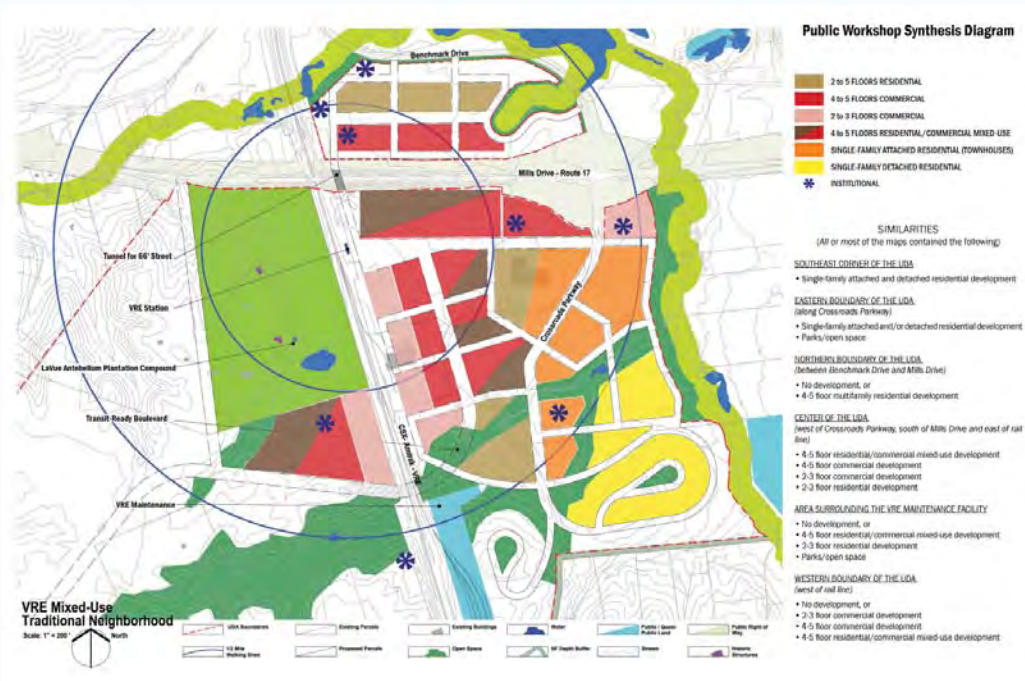 Public Workshop Synthesis Diagram
2 to 5 FLOORS RESIDENTIAL
4 to 5 FLOORS COMMERCIAL
2 to 3 FLOORS COMMERCIAL
4 to 5 FLOORS RESIDENTIAL/COMMERCIAL MIXED-USE
SINGLE-FAMILY ATTACHED RESIDENTIAL (TOWNHOUSES)
SINGLE-FAMILY DETACHED RESIDENTIAL
INSTITUTIONAL
SIMILARITIES
(All or most of the maps contained the following)
SOUTHEAST CORNER OF THE UDA
• Single-family attached and detached residential development
EASTERN BOUNDARY OF THE UDA
(along Crossroads Parkway)
• Single-family attached and/or detached residential development
• Parks/open space
NORTHERN BOUNDARY OF THE UDA
(between Benchmark Drive and Mills Drive)
• No development, or
• 4-5 floor multifamily residential development
CENTER OF THE UDA
(west of Crossroads Parkway, south of Mills Drive and east of rail
line)
• 4-5 floor residential/commercial mixed-use development
• 4-5 floor commercial development
• 2-3 floor commercial development
• 2-3 floor residential development
AREA SURROUNDING THE VRE MAINTENANCE FACILITY
• No development, or
• 4-5 floor residential/commercial mixed-use development
• 2-3 floor residential development
• Parks/open space
WESTERN BOUNDARY OF THE UDA
(west of rail line)
• No development, or
• 2-3 floor commercial development
• 4-5 floor commercial development
• 4-5 floor residential/commercial mixed-use development
Benchmark Drive
Mills Drive - Route 17
Tunnel for 66' Street
VRE Station
Crossroads Parkway
LaVue Antebellum Plantation Compound
Transit-Ready Boulevard
CSX- Amtrak - VRE
VRE Maintenance
VRE Mixed-Use
Traditional Neighborhood
Scale: 1" = 200'
North
UDA Boundaries
Existing Parcels
Existing Buildings
Water
Public / Quasi-
Public Land
Public Right of
Way
1/2 Mile
Walking Shed
Proposed Parcels
Open Space
50' Depth Buffer
Streams
Historic
Structures